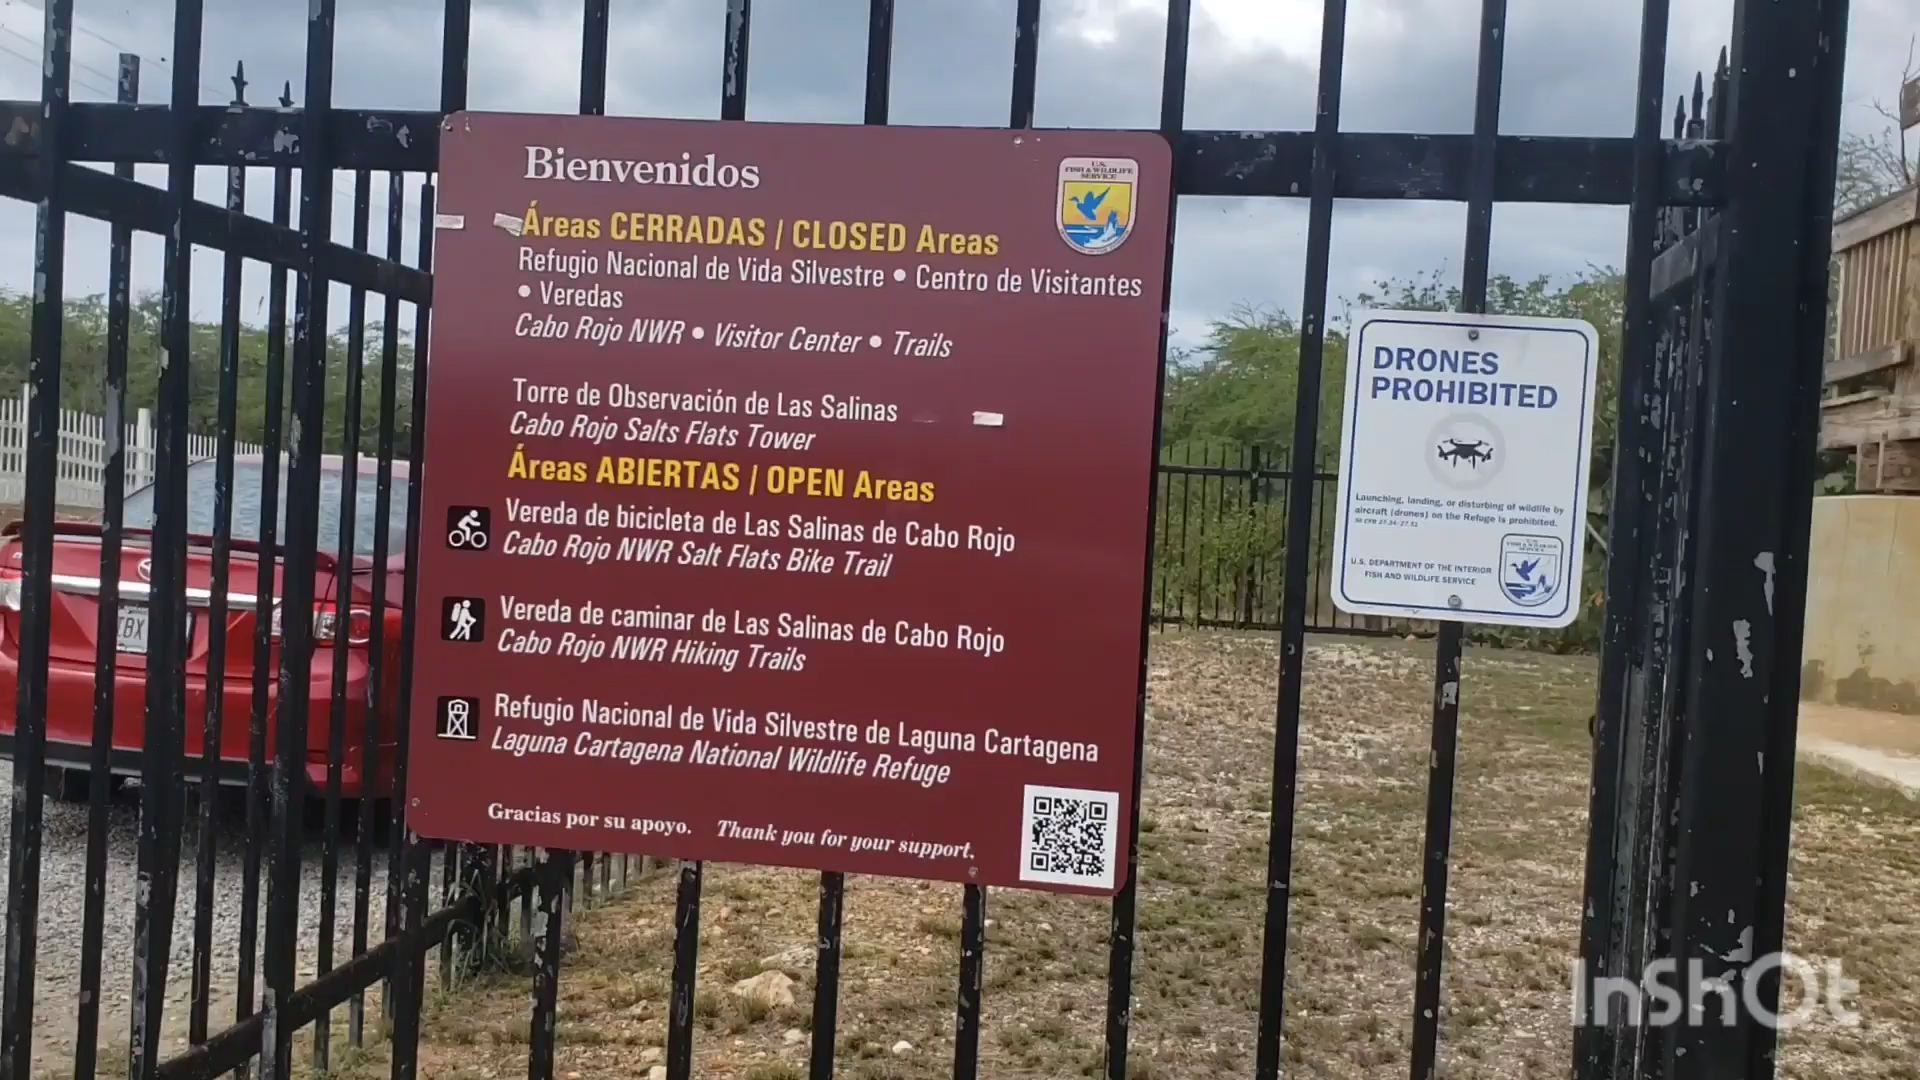 Bienvenidos
U.S.
FISH & WILDLIFE
SERVICE
Áreas CERRADAS / CLOSED Areas
Refugio Nacional de Vida Silvestre • Centro de Visitantes
• Veredas
Cabo Rojo NWR • Visitor Center • Trails
Torre de Observación de Las Salinas
Cabo Rojo Salts Flats Tower
Áreas ABIERTAS / OPEN Areas
Vereda de bicicleta de Las Salinas de Cabo Rojo
Cabo Rojo NWR Salt Flats Bike Trail
Vereda de caminar de Las Salinas de Cabo Rojo
Cabo Rojo NWR Hiking Trails
Refugio Nacional de Vida Silvestre de Laguna Cartagena
Laguna Cartagena National Wildlife Refuge
Gracias por su apoyo. Thank you for your support.
DRONES
PROHIBITED
Launching, landing, or disturbing of wildlife by
aircraft (drones) on the Refuge is prohibited.
U.S. DEPARTMENT OF THE INTERIOR
FISH AND WILDLIFE SERVICE
InShOt